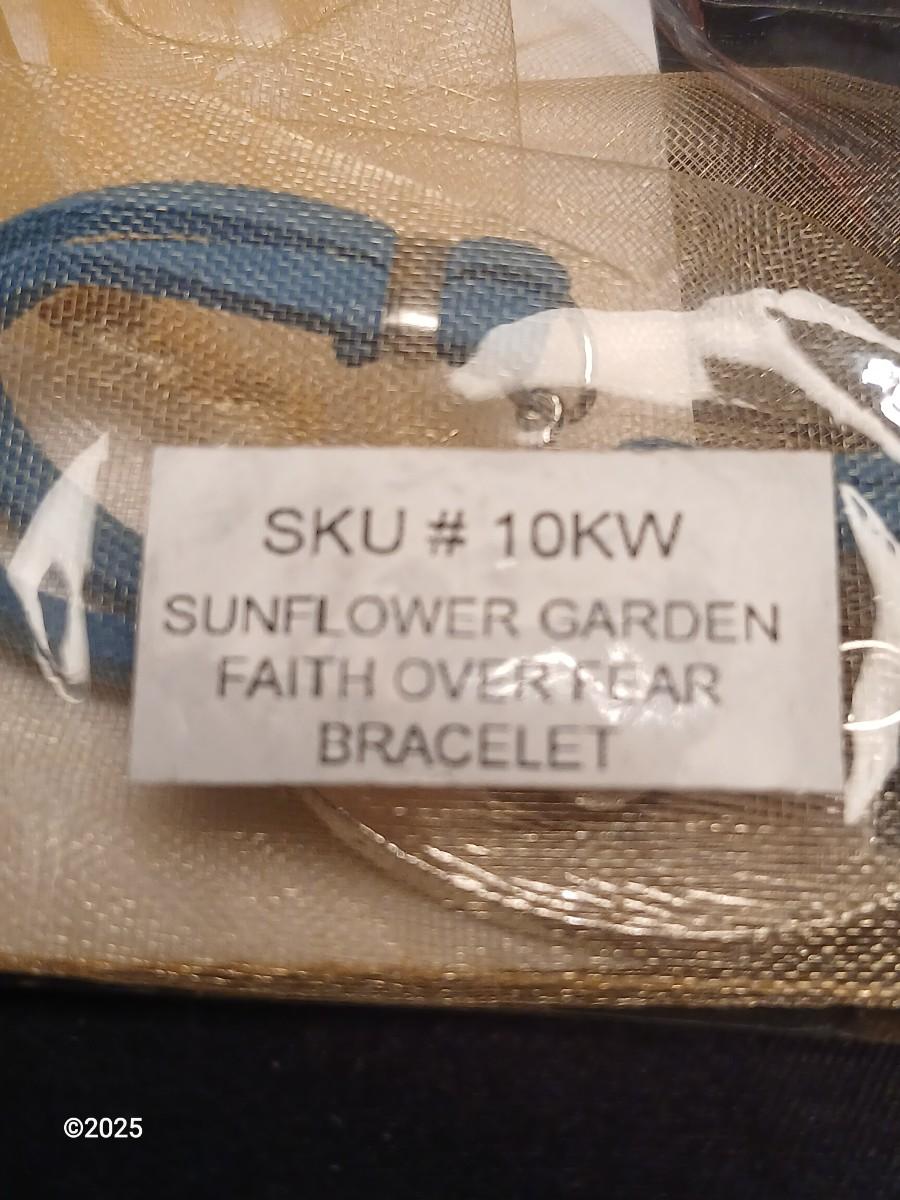 SKU # 10KW
SUNFLOWER GARDEN
FAITH OVER FEAR
BRACELET
©2025